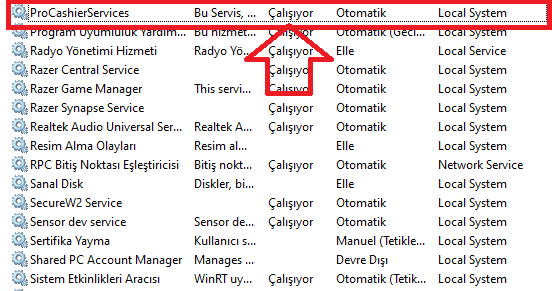 ProCashierServices Bu Servis, ... Çalışıyor Otomatik Local System
Program Uyumluluk Yardım... Bu hizmet... Otomatik (Geci... Local System
Radyo Yönetimi Hizmeti Radyo Yö... Çalışıyor Elle Local Service
Razer Central Service Çalışıyor Otomatik Local System
Razer Game Manager This servi... Çalışıyor Otomatik Local System
Razer Synapse Service Çalışıyor Otomatik Local System
Realtek Audio Universal Ser... Realtek A... Çalışıyor Otomatik Local System
Resim Alma Olayları Resim al... Elle Local System
RPC Bitiş Noktası Eşleştiricisi Bitiş nokt... Çalışıyor Otomatik Network Service
Sanal Disk Diskler, bi... Elle Local System
SecureW2 Service Çalışıyor Otomatik Local System
Sensor dev service Sensor de... Çalışıyor Otomatik Local System
Sertifika Yayma Kullanıcı s... Manuel (Tetikle... Local System
Shared PC Account Manager Manages ... Devre Dışı Local System
Sistem Etkinlikleri Aracısı WinRT uy... Çalışıyor Otomatik (Tetik... Local System